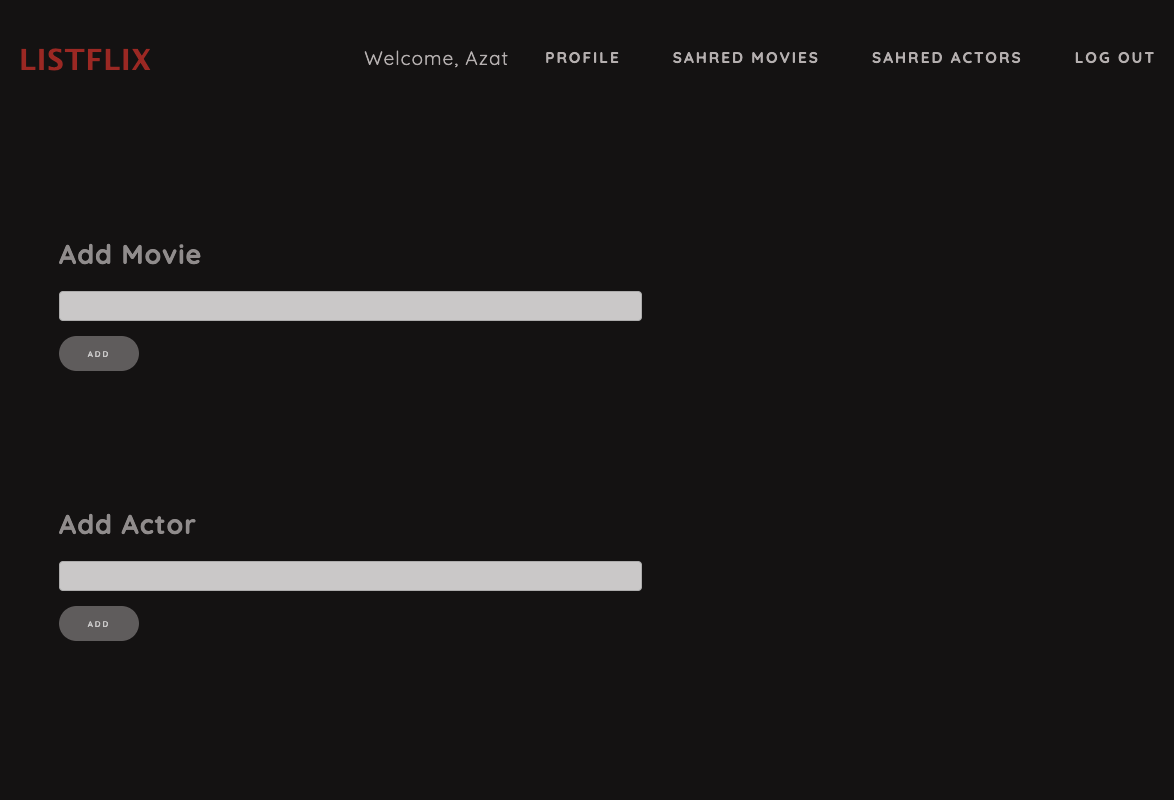 LISTFLIX
Welcome, Azat PROFILE SAHRED MOVIES SAHRED ACTORS LOG OUT
Add Movie
ADD
Add Actor
ADD